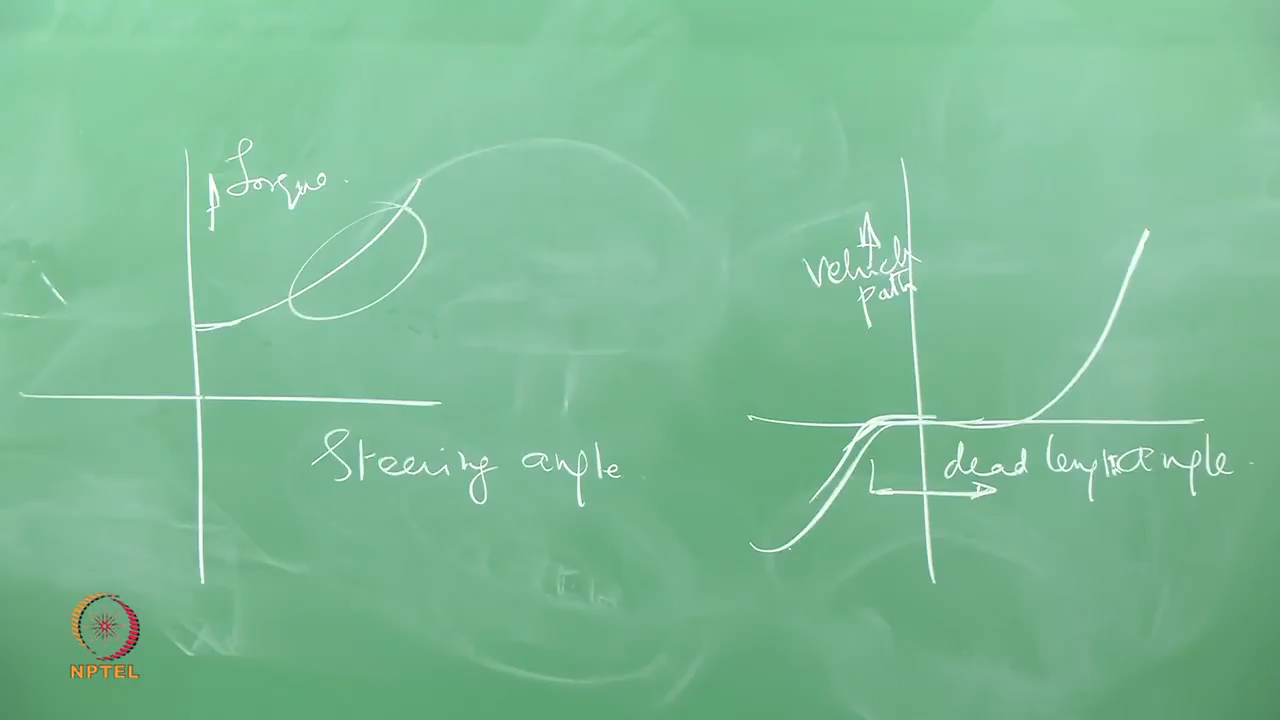 Torque.
Steering angle.
Vehicle
path
dead length angle.
NPTEL